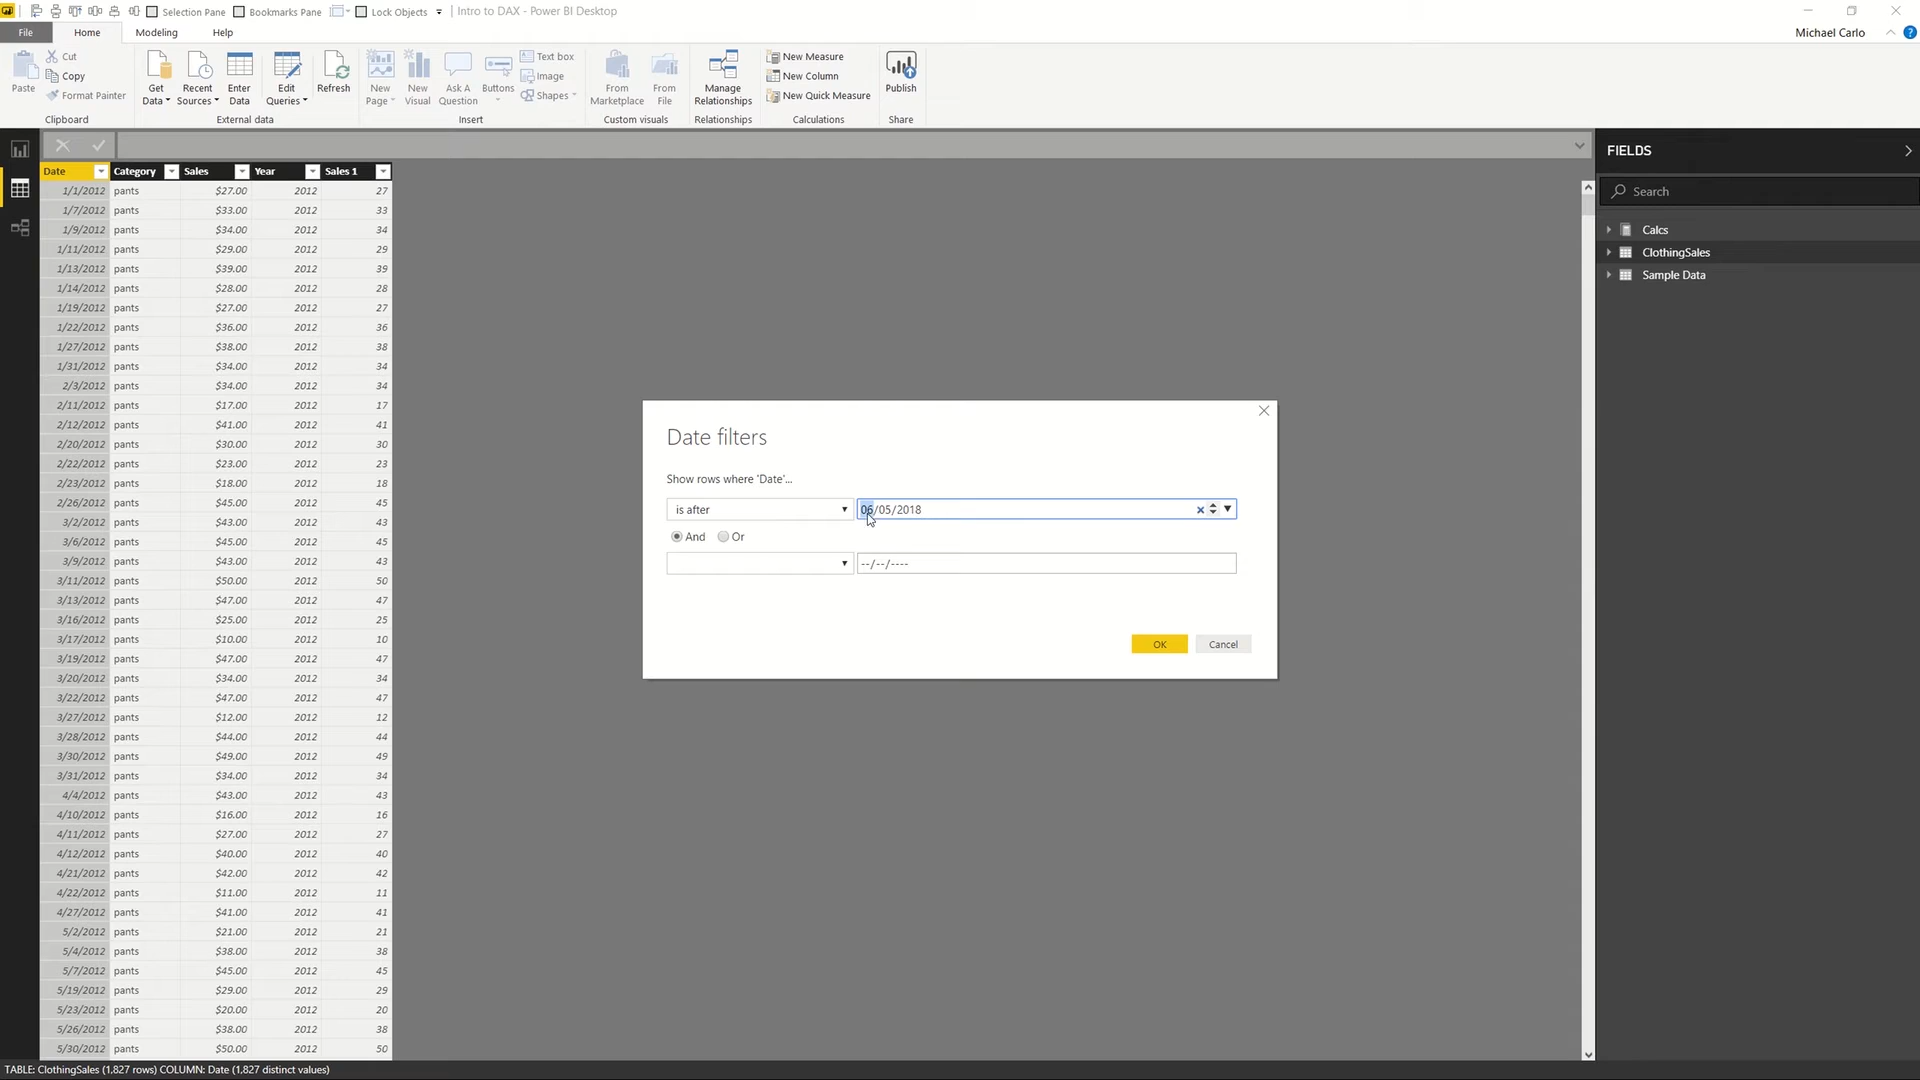 Selection Pane Bookmarks Pane Lock Objects Intro to DAX - Power BI Desktop
File Home Modeling Help Michael Carlo
Paste Cut Copy Format Painter
Clipboard
Get Data Recent Sources Enter Data Edit Queries Refresh
External data
New Page New Visual Ask A Question Buttons Text box Image Shapes
Insert
From Marketplace From File
Custom visuals
Manage Relationships
Relationships
New Measure New Column New Quick Measure
Calculations
Publish
Share
Date Category Sales Year Sales 1
1/1/2012 pants $27.00 2012 27
1/7/2012 pants $33.00 2012 33
1/9/2012 pants $34.00 2012 34
1/11/2012 pants $29.00 2012 29
1/13/2012 pants $39.00 2012 39
1/14/2012 pants $28.00 2012 28
1/19/2012 pants $27.00 2012 27
1/22/2012 pants $36.00 2012 36
1/27/2012 pants $38.00 2012 38
1/31/2012 pants $34.00 2012 34
2/3/2012 pants $34.00 2012 34
2/11/2012 pants $17.00 2012 17
2/12/2012 pants $41.00 2012 41
2/20/2012 pants $30.00 2012 30
2/22/2012 pants $23.00 2012 23
2/23/2012 pants $18.00 2012 18
2/26/2012 pants $45.00 2012 45
3/2/2012 pants $43.00 2012 43
3/6/2012 pants $45.00 2012 45
3/9/2012 pants $43.00 2012 43
3/11/2012 pants $50.00 2012 50
3/13/2012 pants $47.00 2012 47
3/16/2012 pants $25.00 2012 25
3/17/2012 pants $10.00 2012 10
3/19/2012 pants $47.00 2012 47
3/20/2012 pants $34.00 2012 34
3/22/2012 pants $47.00 2012 47
3/27/2012 pants $12.00 2012 12
3/28/2012 pants $44.00 2012 44
3/30/2012 pants $49.00 2012 49
3/31/2012 pants $34.00 2012 34
4/4/2012 pants $43.00 2012 43
4/10/2012 pants $16.00 2012 16
4/11/2012 pants $27.00 2012 27
4/12/2012 pants $40.00 2012 40
4/21/2012 pants $42.00 2012 42
4/22/2012 pants $11.00 2012 11
4/27/2012 pants $41.00 2012 41
5/2/2012 pants $21.00 2012 21
5/4/2012 pants $38.00 2012 38
5/7/2012 pants $45.00 2012 45
5/19/2012 pants $29.00 2012 29
5/23/2012 pants $20.00 2012 20
5/26/2012 pants $38.00 2012 38
5/30/2012 pants $50.00 2012 50
Date filters
Show rows where 'Date'...
is after 06/05/2018
And Or
--/--/----
OK Cancel
FIELDS
Search
Calcs
ClothingSales
Sample Data
TABLE: ClothingSales (1,827 rows) COLUMN: Date (1,827 distinct values)